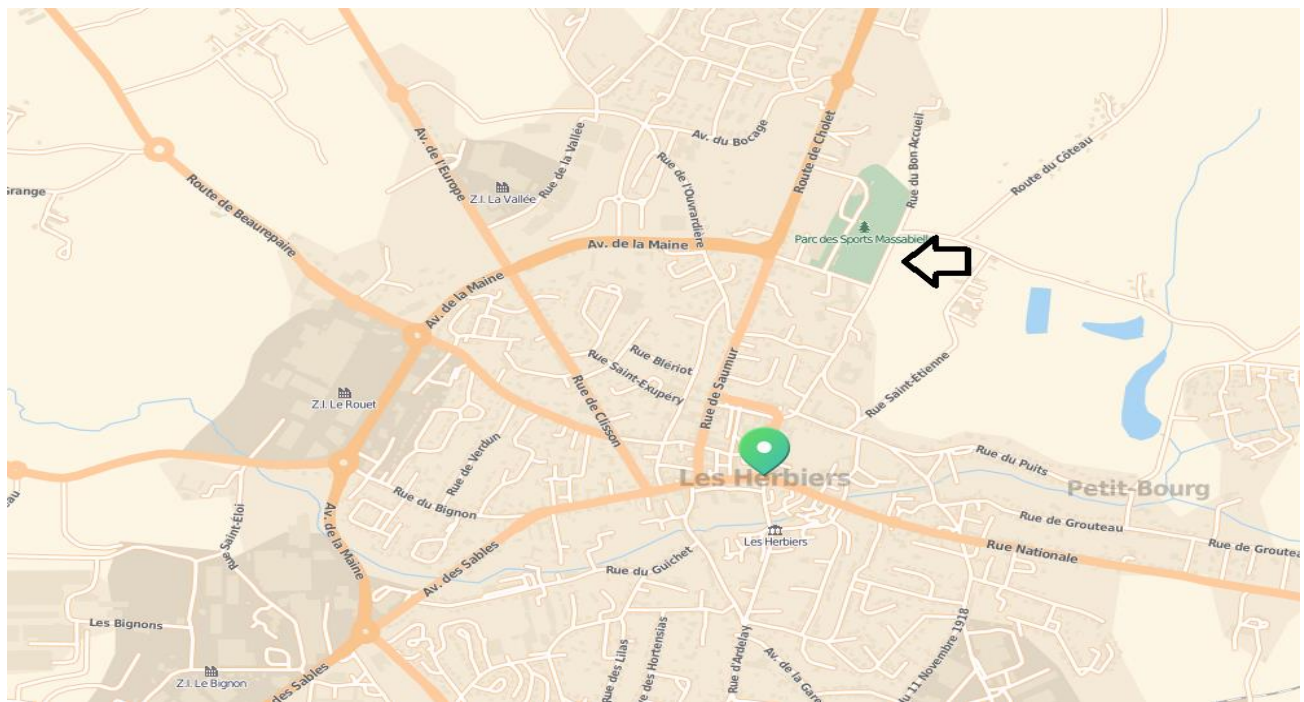 Av. du Bocage
Route de Cholet
Av. de l'Europe
Rue de la Vallée
Rue de l'Ouvrardière
Rue du Bon Accueil
Route du Côteau
Grange
Z.I. La Vallée
Route de Beaurepaire
Parc des Sports Massabielle
Av. de la Maine
Av. de la Maine
Rue Blériot
Rue Saint-Exupéry
Rue de Saumur
Rue Saint-Étienne
Z.I. Le Rouet
Rue de Clisson
Rue de Verdun
Rue du Puits
Les Herbiers
Petit-Bourg
Rue du Bignon
Rue Saint-Éloi
Av. de la Maine
Rue de Grouteau
Rue de Grouteau
Les Herbiers
Rue Nationale
Av. des Sables
Rue du Guichet
Les Bignons
Rue des Lilas
Rue des Hortensias
Rue d'Ardelay
Av. de la Gare
du 11 Novembre 1918
Z.I. Le Bignon
des Sables